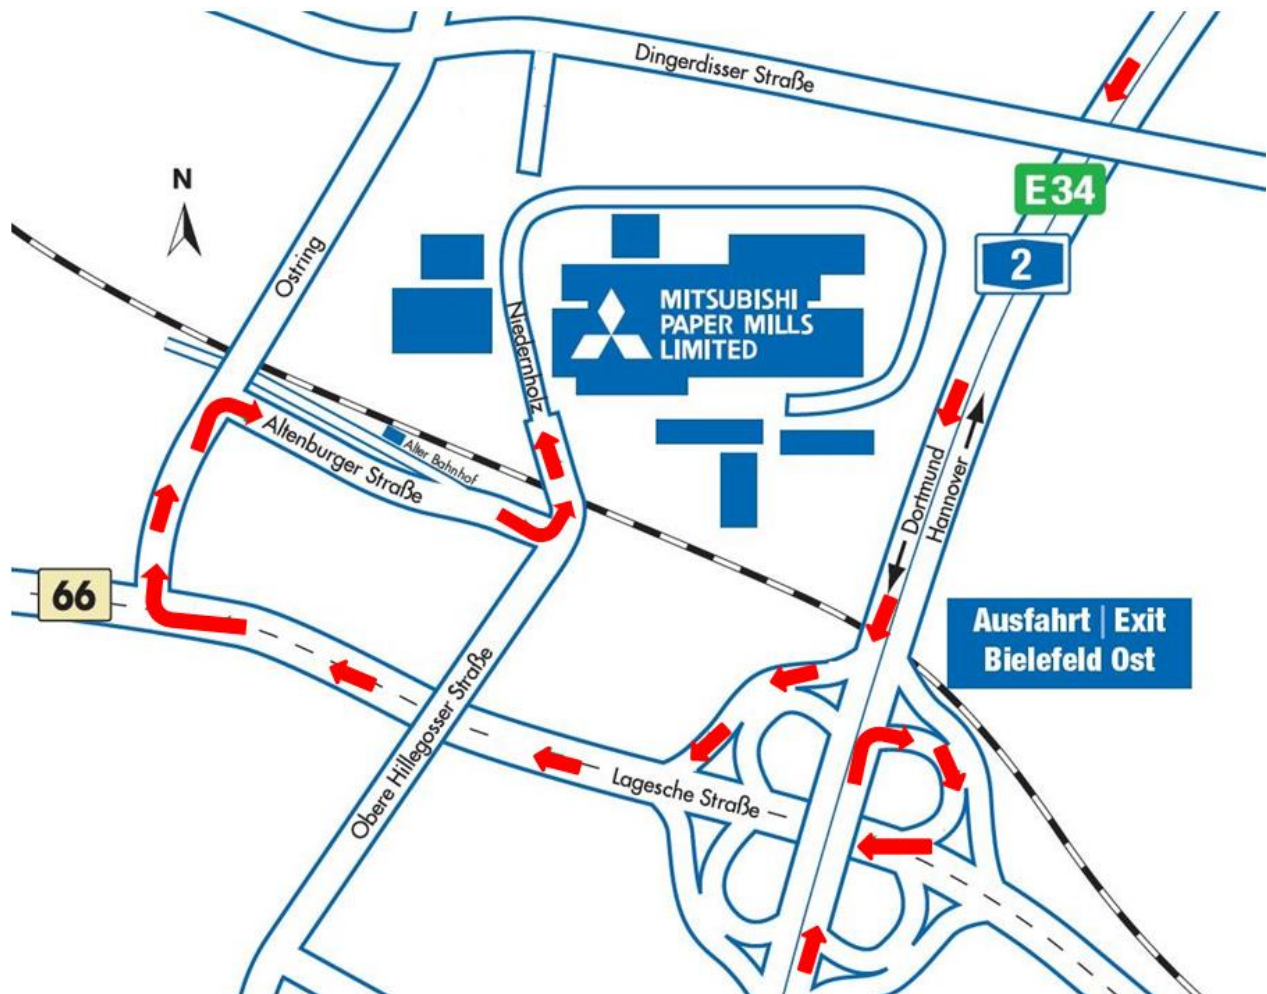 Dingerdisser Straße
N
E34
2
Ostring
Niedernholz
MITSUBISHI
PAPER MILLS
LIMITED
Altenburger Straße
Alter Bahnhof
Dortmund
Hannover
66
Ausfahrt | Exit
Bielefeld Ost
Obere Hillegosser Straße
Lagesche Straße